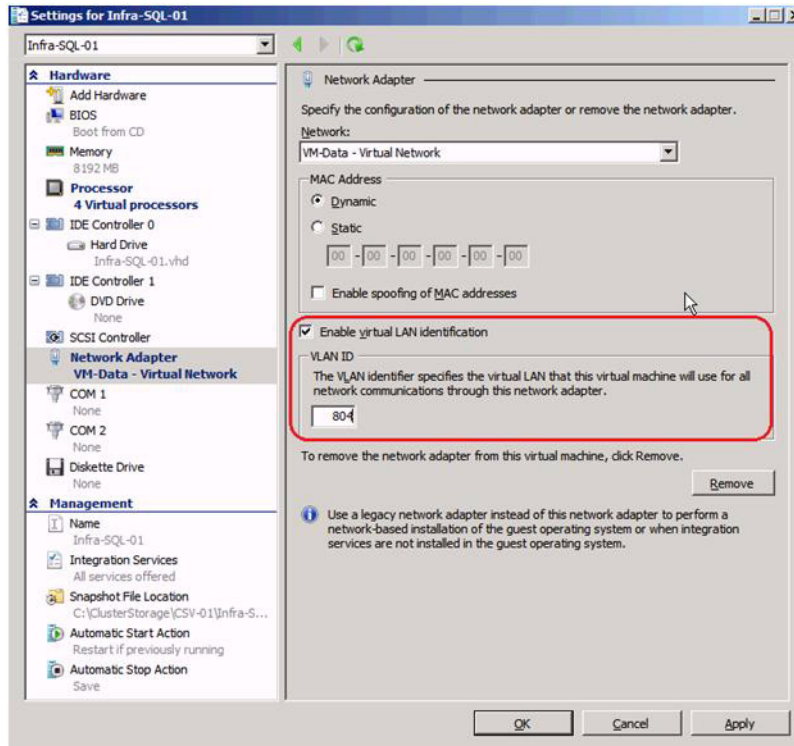 Settings for Infra-SQL-01
Infra-SQL-01
Hardware
Add Hardware
BIOS
Boot from CD
Memory
8192 MB
Processor
4 Virtual processors
IDE Controller 0
Hard Drive
Infra-SQL-01.vhd
IDE Controller 1
DVD Drive
None
SCSI Controller
Network Adapter
VM-Data - Virtual Network
COM 1
None
COM 2
None
Diskette Drive
None
Management
Name
Infra-SQL-01
Integration Services
All services offered
Snapshot File Location
C:\ClusterStorage\CSV-01\Infra-S...
Automatic Start Action
Restart if previously running
Automatic Stop Action
Save
Network Adapter
Specify the configuration of the network adapter or remove the network adapter.
Network:
VM-Data - Virtual Network
MAC Address
Dynamic
Static
00 - 00 - 00 - 00 - 00 - 00
Enable spoofing of MAC addresses
Enable virtual LAN identification
VLAN ID
The VLAN identifier specifies the virtual LAN that this virtual machine will use for all
network communications through this network adapter.
804
To remove the network adapter from this virtual machine, click Remove.
Remove
Use a legacy network adapter instead of this network adapter to perform a
network-based installation of the guest operating system or when integration
services are not installed in the guest operating system.
OK Cancel Apply